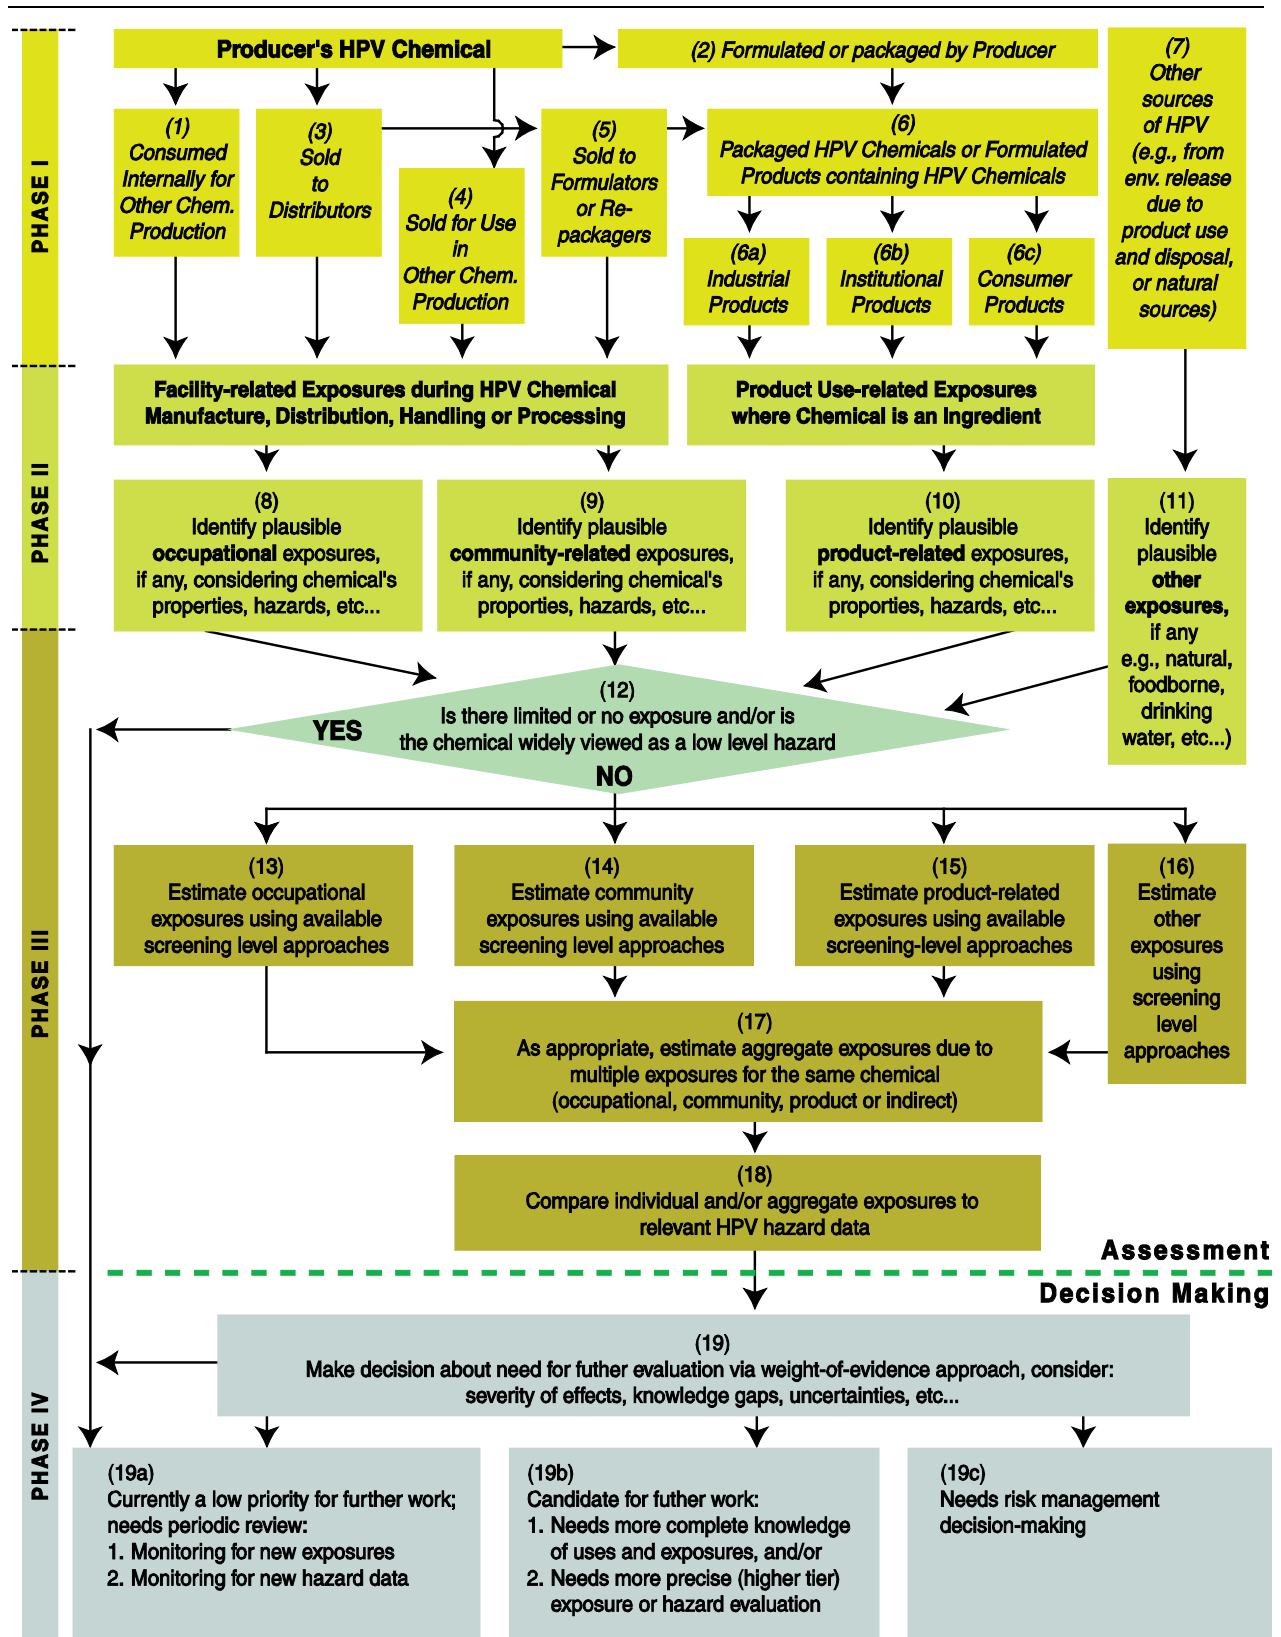 PHASE I
Producer's HPV Chemical
(2) Formulated or packaged by Producer
(7)
Other
sources
of HPV
(e.g., from
env. release
due to
product use
and disposal,
or natural
sources)
(1)
Consumed
Internally for
Other Chem.
Production
(3)
Sold
to
Distributors
(4)
Sold for Use
in
Other Chem.
Production
(5)
Sold to
Formulators
or Re-
packagers
(6)
Packaged HPV Chemicals or Formulated
Products containing HPV Chemicals
(6a)
Industrial
Products
(6b)
Institutional
Products
(6c)
Consumer
Products
PHASE II
Facility-related Exposures during HPV Chemical
Manufacture, Distribution, Handling or Processing
Product Use-related Exposures
where Chemical is an Ingredient
(8)
Identify plausible
occupational exposures,
if any, considering chemical's
properties, hazards, etc...
(9)
Identify plausible
community-related exposures,
if any, considering chemical's
proporties, hazards, etc...
(10)
Identify plausible
product-related exposures,
if any, considering chemical's
proporties, hazards, etc...
(11)
Identify
plausible
other
exposures,
if any
e.g., natural,
foodborne,
drinking
water, etc...)
PHASE III
(12)
Is there limited or no exposure and/or is
the chemical widely viewed as a low level hazard
YES
NO
(13)
Estimate occupational
exposures using available
screening level approaches
(14)
Estimate community
exposures using available
screening level approaches
(15)
Estimate product-related
exposures using available
screening-level approaches
(16)
Estimate
other
exposures
using
screening
level
approaches
(17)
As appropriate, estimate aggregate exposures due to
multiple exposures for the same chemical
(occupational, community, product or indirect)
(18)
Compare individual and/or aggregate exposures to
relevant HPV hazard data
Assessment
Decision Making
PHASE IV
(19)
Make decision about need for futher evaluation via weight-of-evidence approach, consider:
severity of effects, knowledge gaps, uncertainties, etc...
(19a)
Currently a low priority for further work;
needs periodic review:
1. Monitoring for new exposures
2. Monitoring for new hazard data
(19b)
Candidate for futher work:
1. Needs more complete knowledge
of uses and exposures, and/or
2. Needs more precise (higher tier)
exposure or hazard evaluation
(19c)
Needs risk management
decision-making